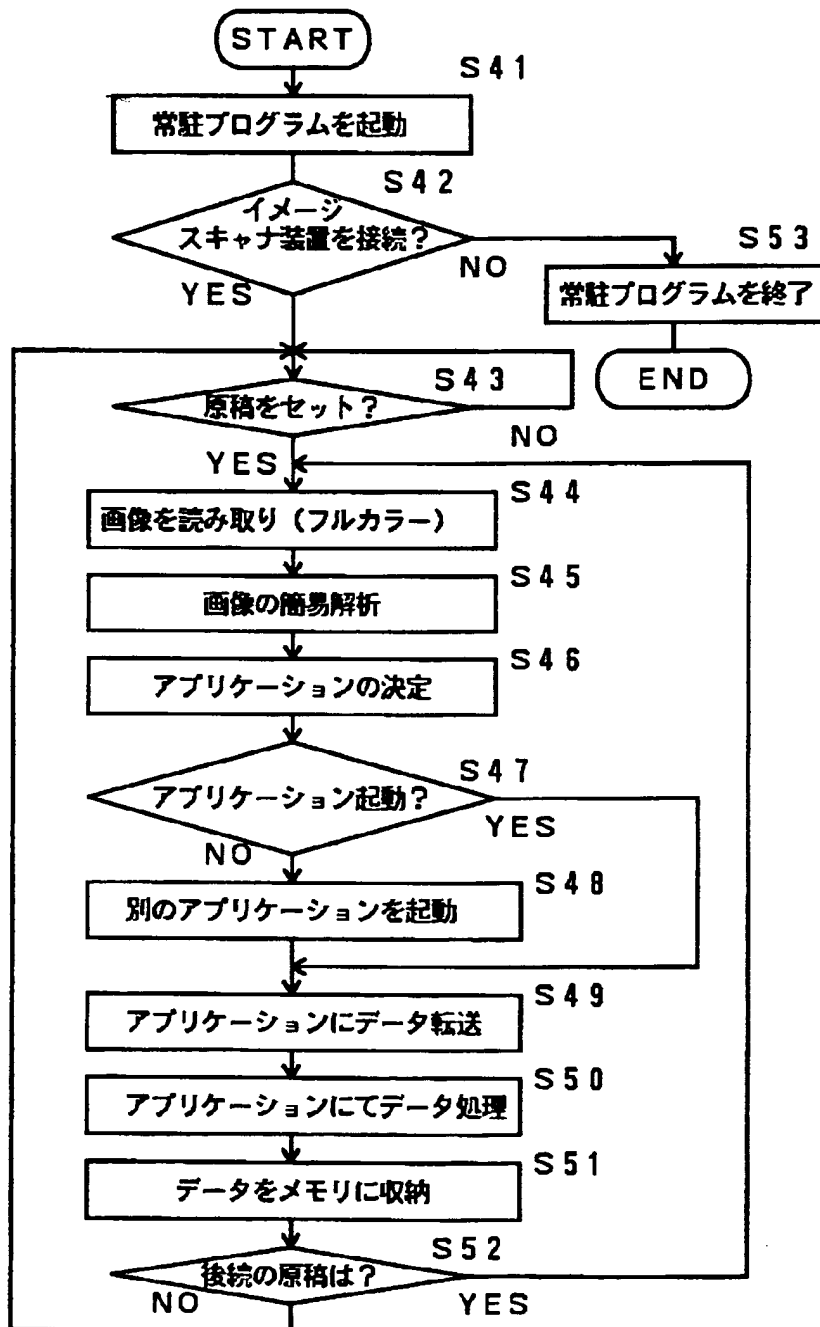 START
S41
常駐プログラムを起動
S42
イメージ
スキャナ装置を接続？
NO
YES
S53
常駐プログラムを終了
END
S43
原稿をセット？
NO
YES
S44
画像を読み取り（フルカラー）
S45
画像の簡易解析
S46
アプリケーションの決定
S47
アプリケーション起動？
YES
NO
S48
別のアプリケーションを起動
S49
アプリケーションにデータ転送
S50
アプリケーションにてデータ処理
S51
データをメモリに収納
S52
後続の原稿は？
NO
YES